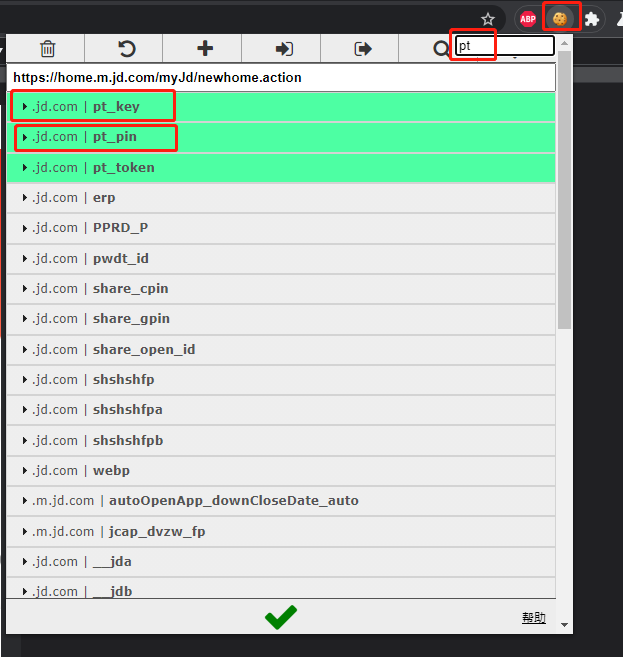 ABP
pt
https://home.m.jd.com/myJd/newhome.action
.jd.com | pt_key
.jd.com | pt_pin
.jd.com | pt_token
.jd.com | erp
.jd.com | PPRD_P
.jd.com | pwdt_id
.jd.com | share_cpin
.jd.com | share_gpin
.jd.com | share_open_id
.jd.com | shshshfp
.jd.com | shshshfpa
.jd.com | shshshfpb
.jd.com | webp
.m.jd.com | autoOpenApp_downCloseDate_auto
.m.jd.com | jcap_dvzw_fp
.jd.com | __jda
.jd.com | __jdb
帮助